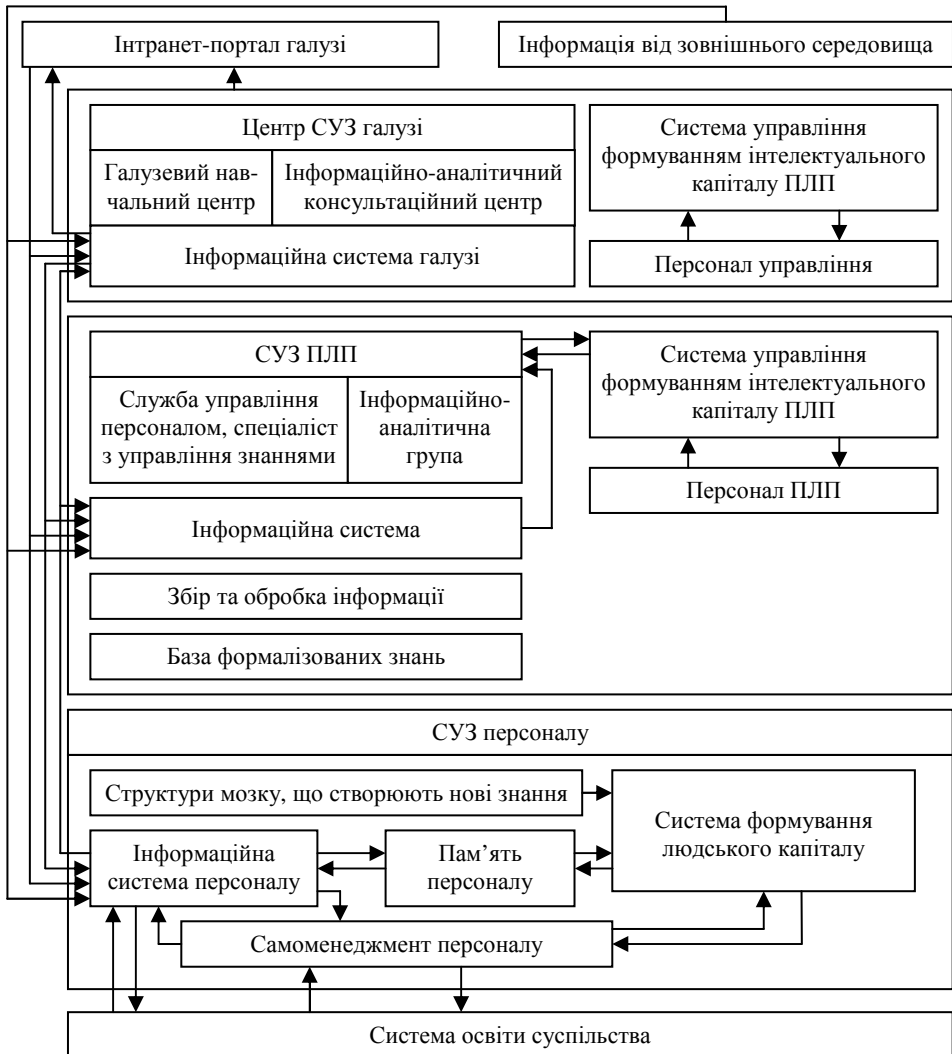 Інтранет-портал галузі
Інформація від зовнішнього середовища
Центр СУЗ галузі
Галузевий нав-
чальний центр
Інформаційно-аналітичний
консультаційний центр
Інформаційна система галузі
Система управління
формуванням інтелектуального
капіталу ПЛП
Персонал управління
СУЗ ПЛП
Служба управління
персоналом, спеціаліст
з управління знаннями
Інформаційно-
аналітична
група
Система управління
формуванням інтелектуального
капіталу ПЛП
Персонал ПЛП
Інформаційна система
Збір та обробка інформації
База формалізованих знань
СУЗ персоналу
Структури мозку, що створюють нові знання
Система формування
людського капіталу
Інформаційна
система персоналу
Пам’ять
персоналу
Самоменеджмент персоналу
Система освіти суспільства